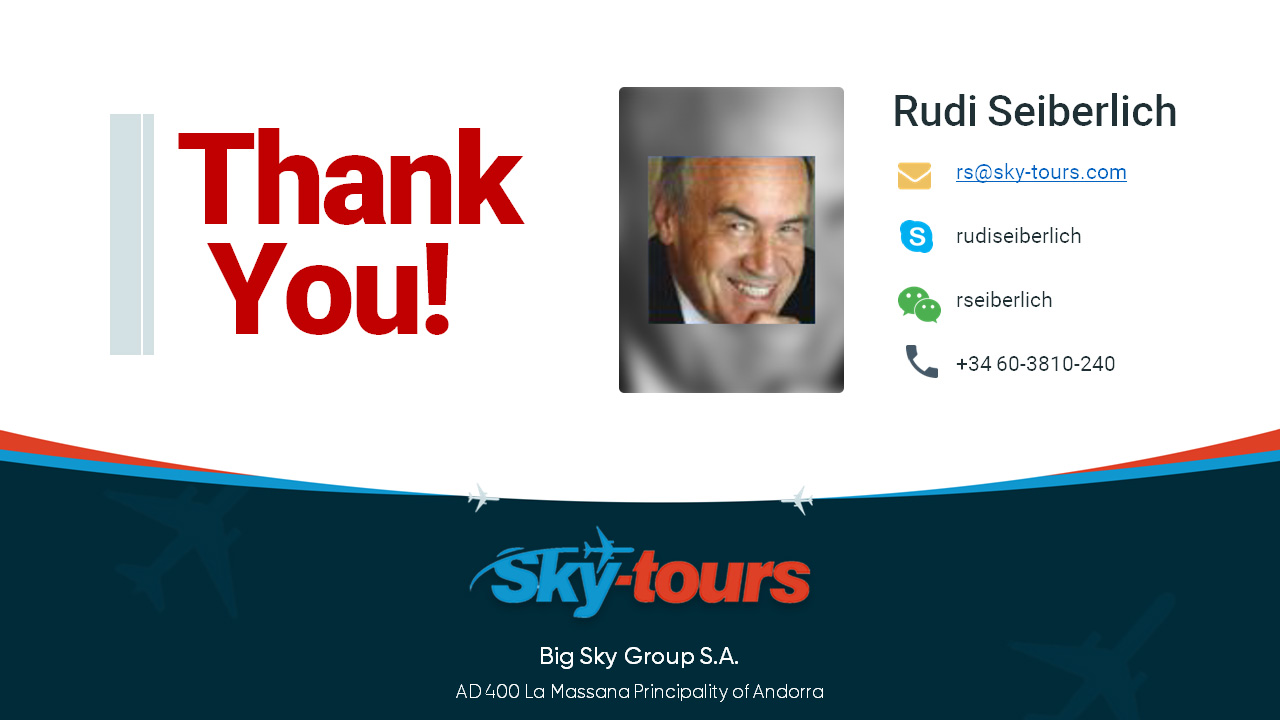 Thank
You!
Rudi Seiberlich
rs@sky-tours.com
rudiseiberlich
rseiberlich
+34 60-3810-240
sky-tours
Big Sky Group S.A.
AD 400 La Massana Principality of Andorra